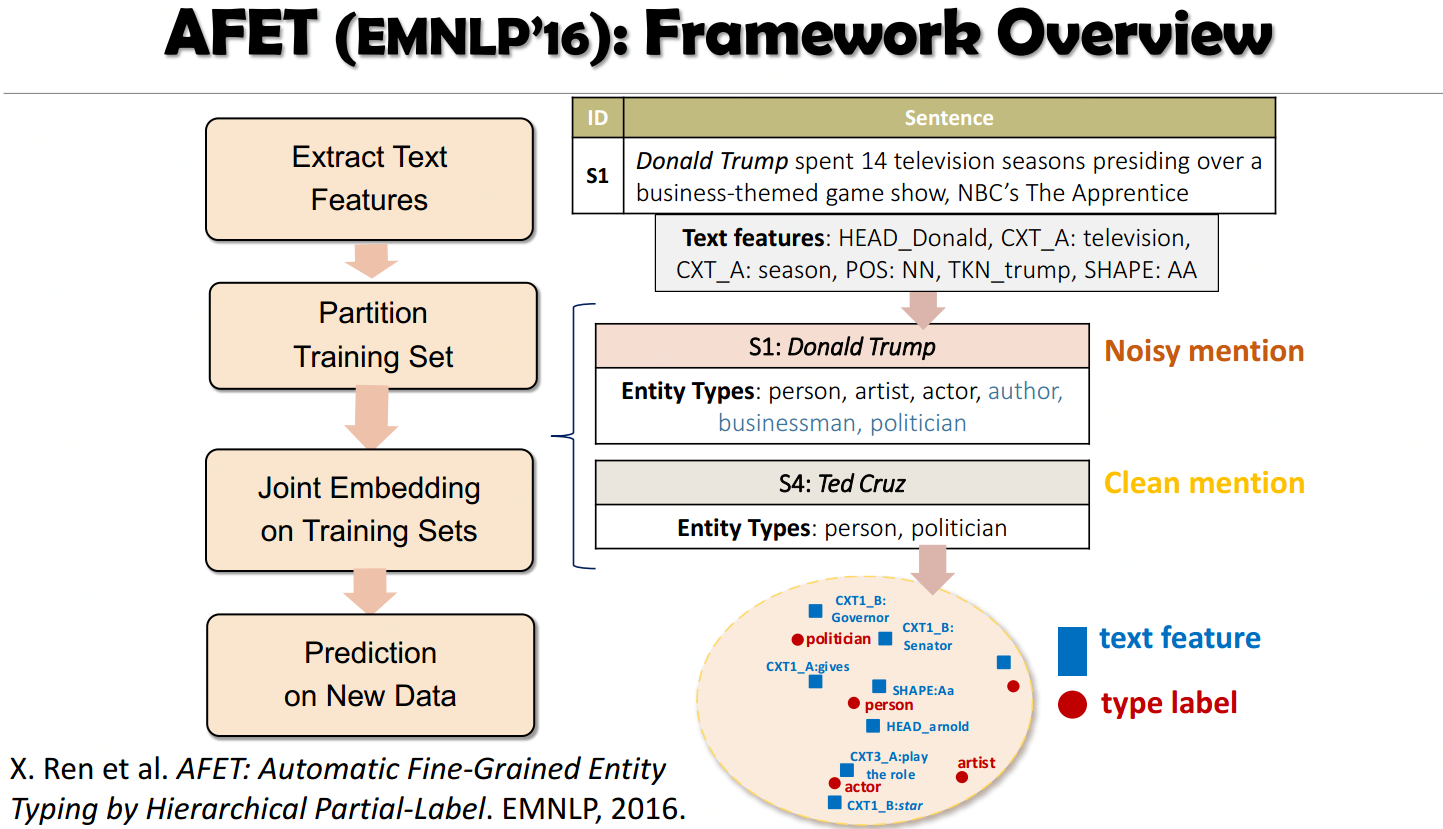 AFET (EMNLP'16): Framework Overview
Extract Text
Features
Partition
Training Set
Joint Embedding
on Training Sets
Prediction
on New Data
ID Sentence
S1 Donald Trump spent 14 television seasons presiding over a
business-themed game show, NBC’s The Apprentice
Text features: HEAD_Donald, CXT_A: television,
CXT_A: season, POS: NN, TKN_trump, SHAPE: AA
S1: Donald Trump
Entity Types: person, artist, actor, author,
businessman, politician
Noisy mention
S4: Ted Cruz
Entity Types: person, politician
Clean mention
CXT1_B:
Governor
politician
CXT1_B:
Senator
CXT1_A:gives
SHAPE:Aa
person
HEAD_arnold
CXT3_A:play
the role
actor
CXT1_B:star
artist
text feature
type label
X. Ren et al. AFET: Automatic Fine-Grained Entity
Typing by Hierarchical Partial-Label. EMNLP, 2016.